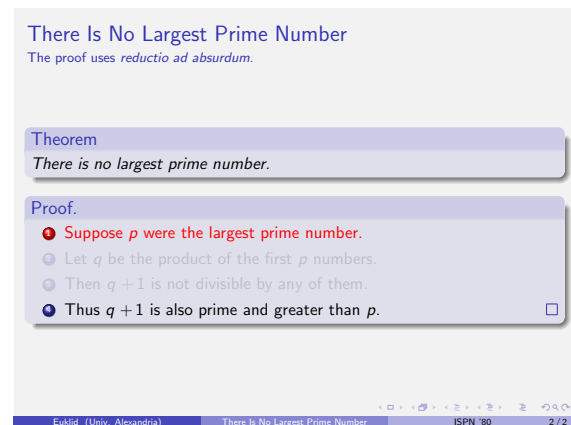 There Is No Largest Prime Number
The proof uses reductio ad absurdum.
Theorem
There is no largest prime number.
Proof.
1 Suppose p were the largest prime number.
2 Let q be the product of the first p numbers.
3 Then q + 1 is not divisible by any of them.
4 Thus q + 1 is also prime and greater than p.
Euklid (Univ. Alexandria) There Is No Largest Prime Number ISPN '80 2 / 2